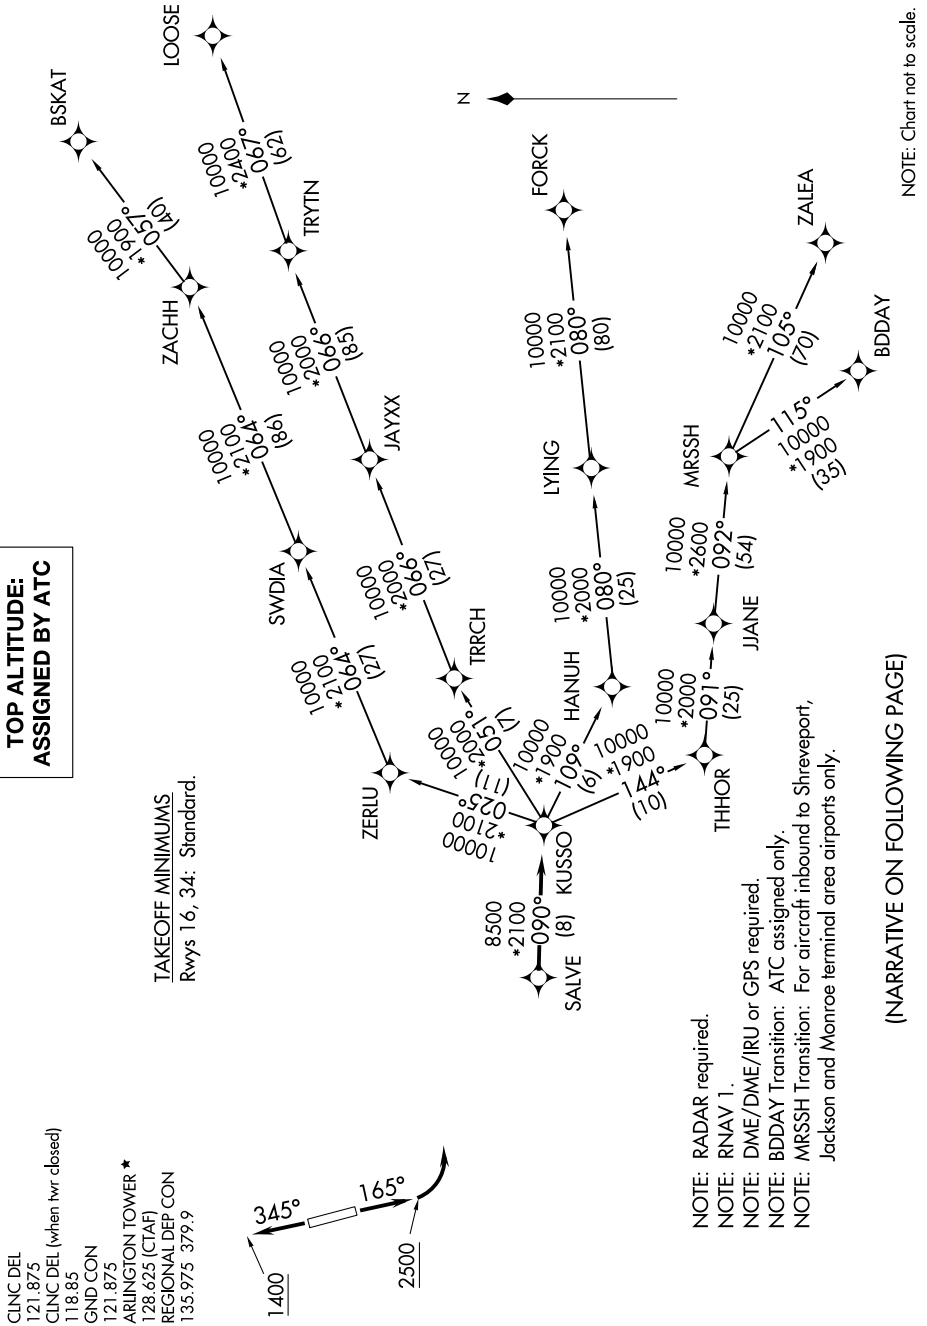 CLNC DEL
121.875
CLNC DEL (when twr closed)
118.85
GND CON
121.875
ARLINGTON TOWER ★
128.625 (CTAF)
REGIONAL DEP CON
135.975 379.9
TOP ALTITUDE:
ASSIGNED BY ATC
TAKEOFF MINIMUMS
Rwys 16, 34: Standard.
345°
165°
1400
2500
SALVE
8500
*2100
090°
(8)
KUSSO
10000
*2100
025°
(11)
ZERLU
10000
*2100
064°
(27)
SWDIA
10000
*2100
064°
(86)
ZACHH
10000
*1900
057°
(40)
BSKAT
10000
*2000
051°
(7)
TRRCH
10000
*2000
066°
(27)
JAYXX
10000
*2000
066°
(85)
TRYTN
10000
*2400
067°
(62)
LOOSE
10000
*1900
109°
(6)
HANUH
10000
*2000
080°
(25)
LYING
10000
*2100
080°
(80)
FORCK
10000
*1900
144°
(10)
THHOR
10000
*2000
091°
(25)
JJANE
10000
*2600
092°
(54)
MRSSH
10000
*2100
105°
(70)
ZALEA
115°
10000
*1900
(35)
BDDAY
N
NOTE: RADAR required.
NOTE: RNAV 1.
NOTE: DME/DME/IRU or GPS required.
NOTE: BDDAY Transition: ATC assigned only.
NOTE: MRSSH Transition: For aircraft inbound to Shreveport,
Jackson and Monroe terminal area airports only.
(NARRATIVE ON FOLLOWING PAGE)
NOTE: Chart not to scale.